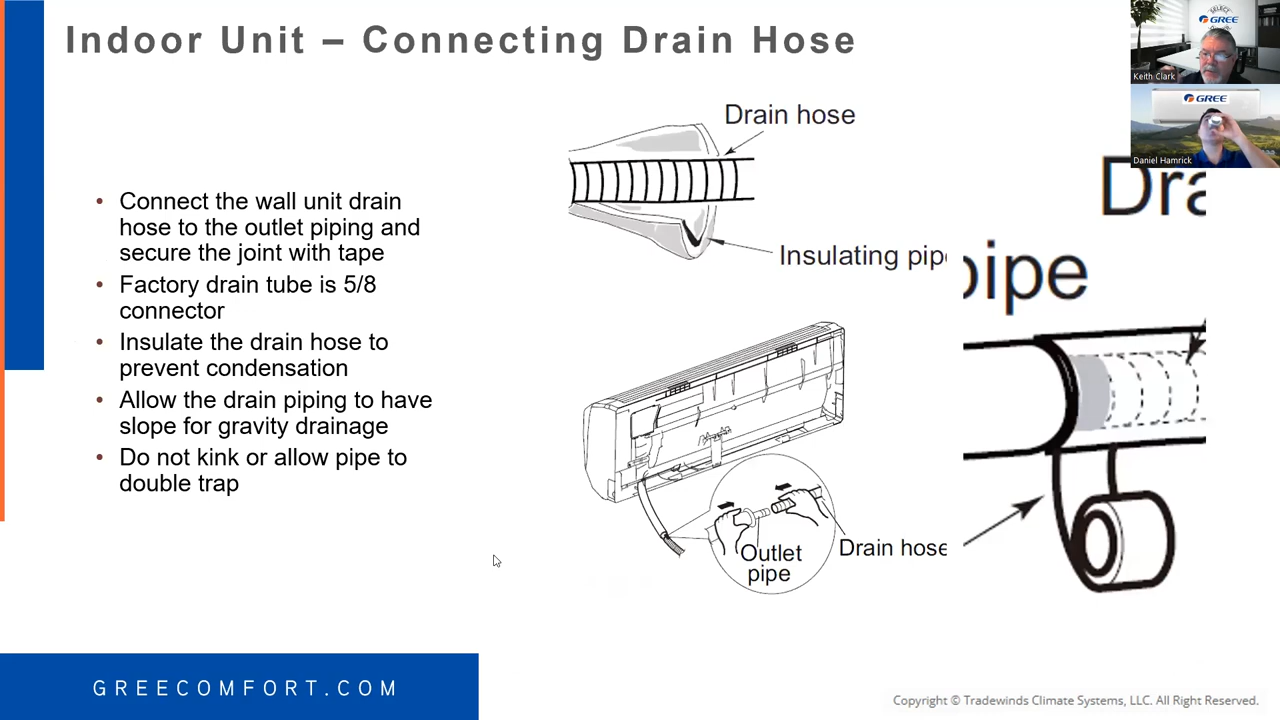 Indoor Unit – Connecting Drain Hose
SELECT
GREE
Keith Clark
GREE
Daniel Hamrick
• Connect the wall unit drain
hose to the outlet piping and
secure the joint with tape
• Factory drain tube is 5/8
connector
• Insulate the drain hose to
prevent condensation
• Allow the drain piping to have
slope for gravity drainage
• Do not kink or allow pipe to
double trap
Drain hose
Insulating pip
Outlet
pipe
Drain hose
Dra
pipe
GREECOMFORT.COM
Copyright © Tradewinds Climate Systems, LLC. All Right Reserved.